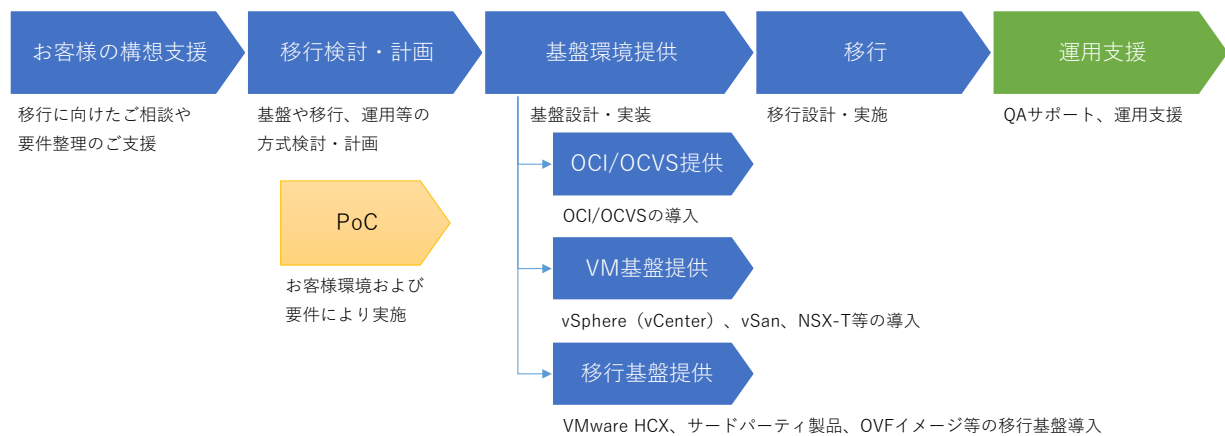 お客様の構想支援
移行検討・計画
基盤環境提供
移行
運用支援
移行に向けたご相談や
要件整理のご支援
基盤や移行、運用等の
方式検討・計画
基盤設計・実装
移行設計・実施
QAサポート、運用支援
PoC
お客様環境および
要件により実施
OCI/OCVS提供
OCI/OCVSの導入
VM基盤提供
vSphere（vCenter）、vSan、NSX-T等の導入
移行基盤提供
VMware HCX、サードパーティ製品、OVFイメージ等の移行基盤導入